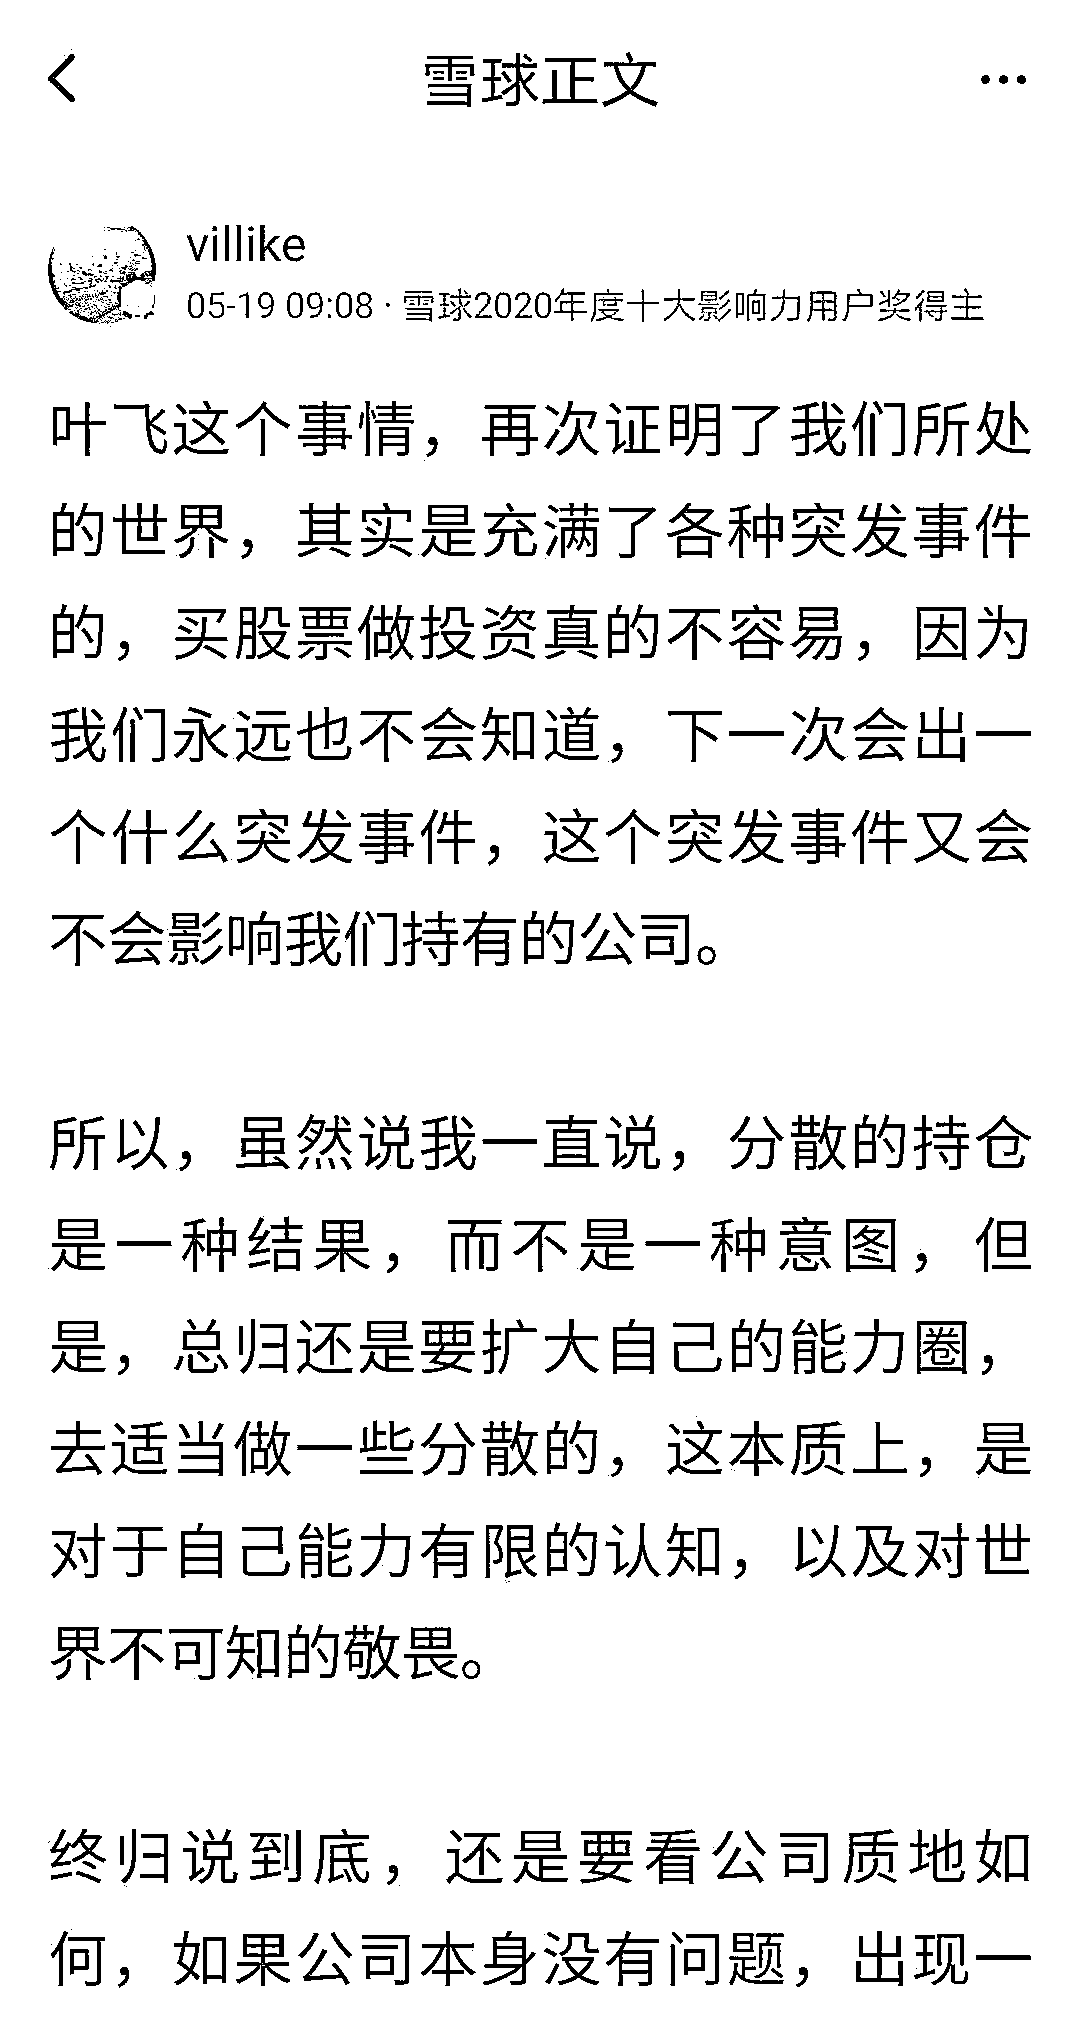 雪球正文
villike
05-19 09:08 · 雪球2020年度十大影响力用户奖得主
叶飞这个事情，再次证明了我们所处
的世界，其实是充满了各种突发事件
的，买股票做投资真的不容易，因为
我们永远也不会知道，下一次会出一
个什么突发事件，这个突发事件又会
不会影响我们持有的公司。
所以，虽然说我一直说，分散的持仓
是一种结果，而不是一种意图，但
是，总归还是要扩大自己的能力圈，
去适当做一些分散的，这本质上，是
对于自己能力有限的认知，以及对世
界不可知的敬畏。
终归说到底，还是要看公司质地如
何，如果公司本身没有问题，出现一